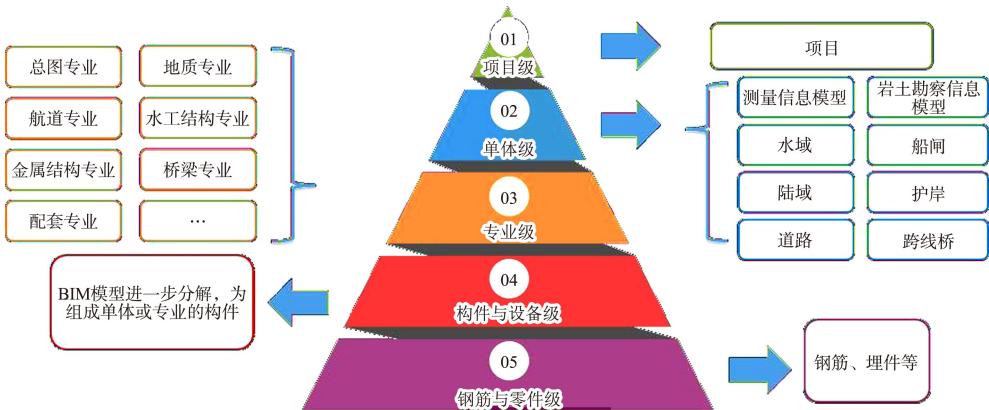 01
项目级
02
单体级
03
专业级
04
构件与设备级
05
钢筋与零件级
总图专业
地质专业
航道专业
水工结构专业
金属结构专业
桥梁专业
配套专业
…
BIM模型进一步分解，为
组成单体或专业的构件
项目
测量信息模型
岩土勘察信息
模型
水域
船闸
陆域
护岸
道路
跨线桥
钢筋、埋件等